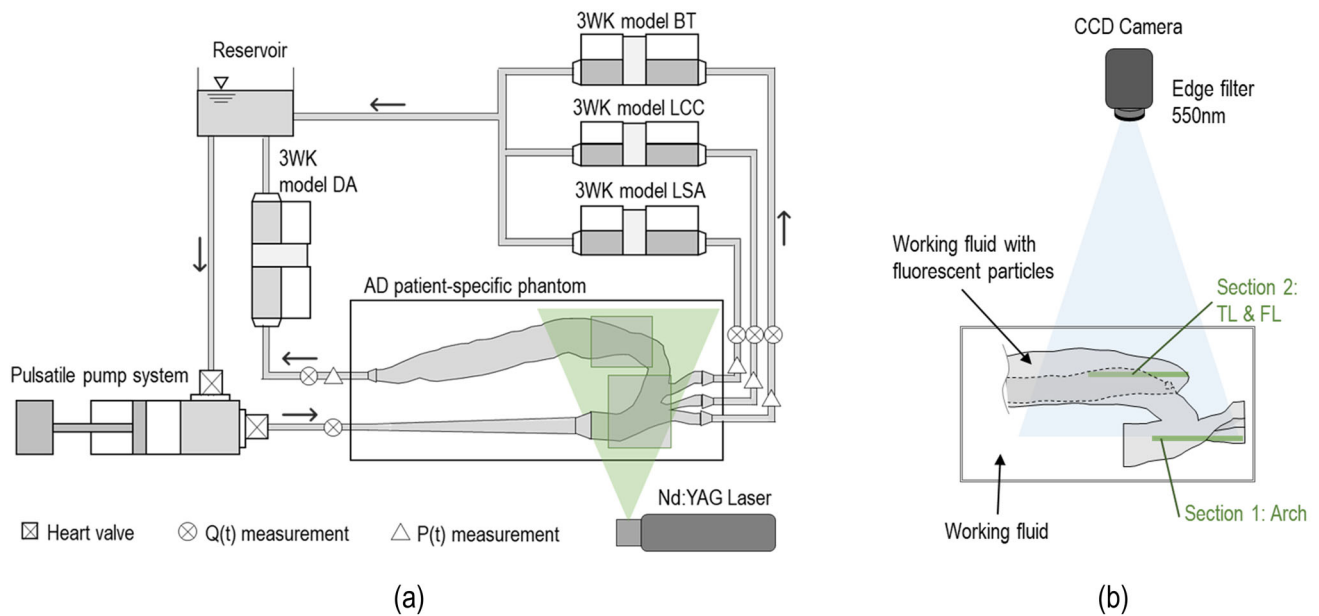 Reservoir
3WK model BT
3WK model LCC
3WK model LSA
3WK
model DA
AD patient-specific phantom
Pulsatile pump system
Nd:YAG Laser
Heart valve
Q(t) measurement
P(t) measurement
(a)
CCD Camera
Edge filter
550nm
Working fluid with
fluorescent particles
Section 2:
TL & FL
Working fluid
Section 1: Arch
(b)